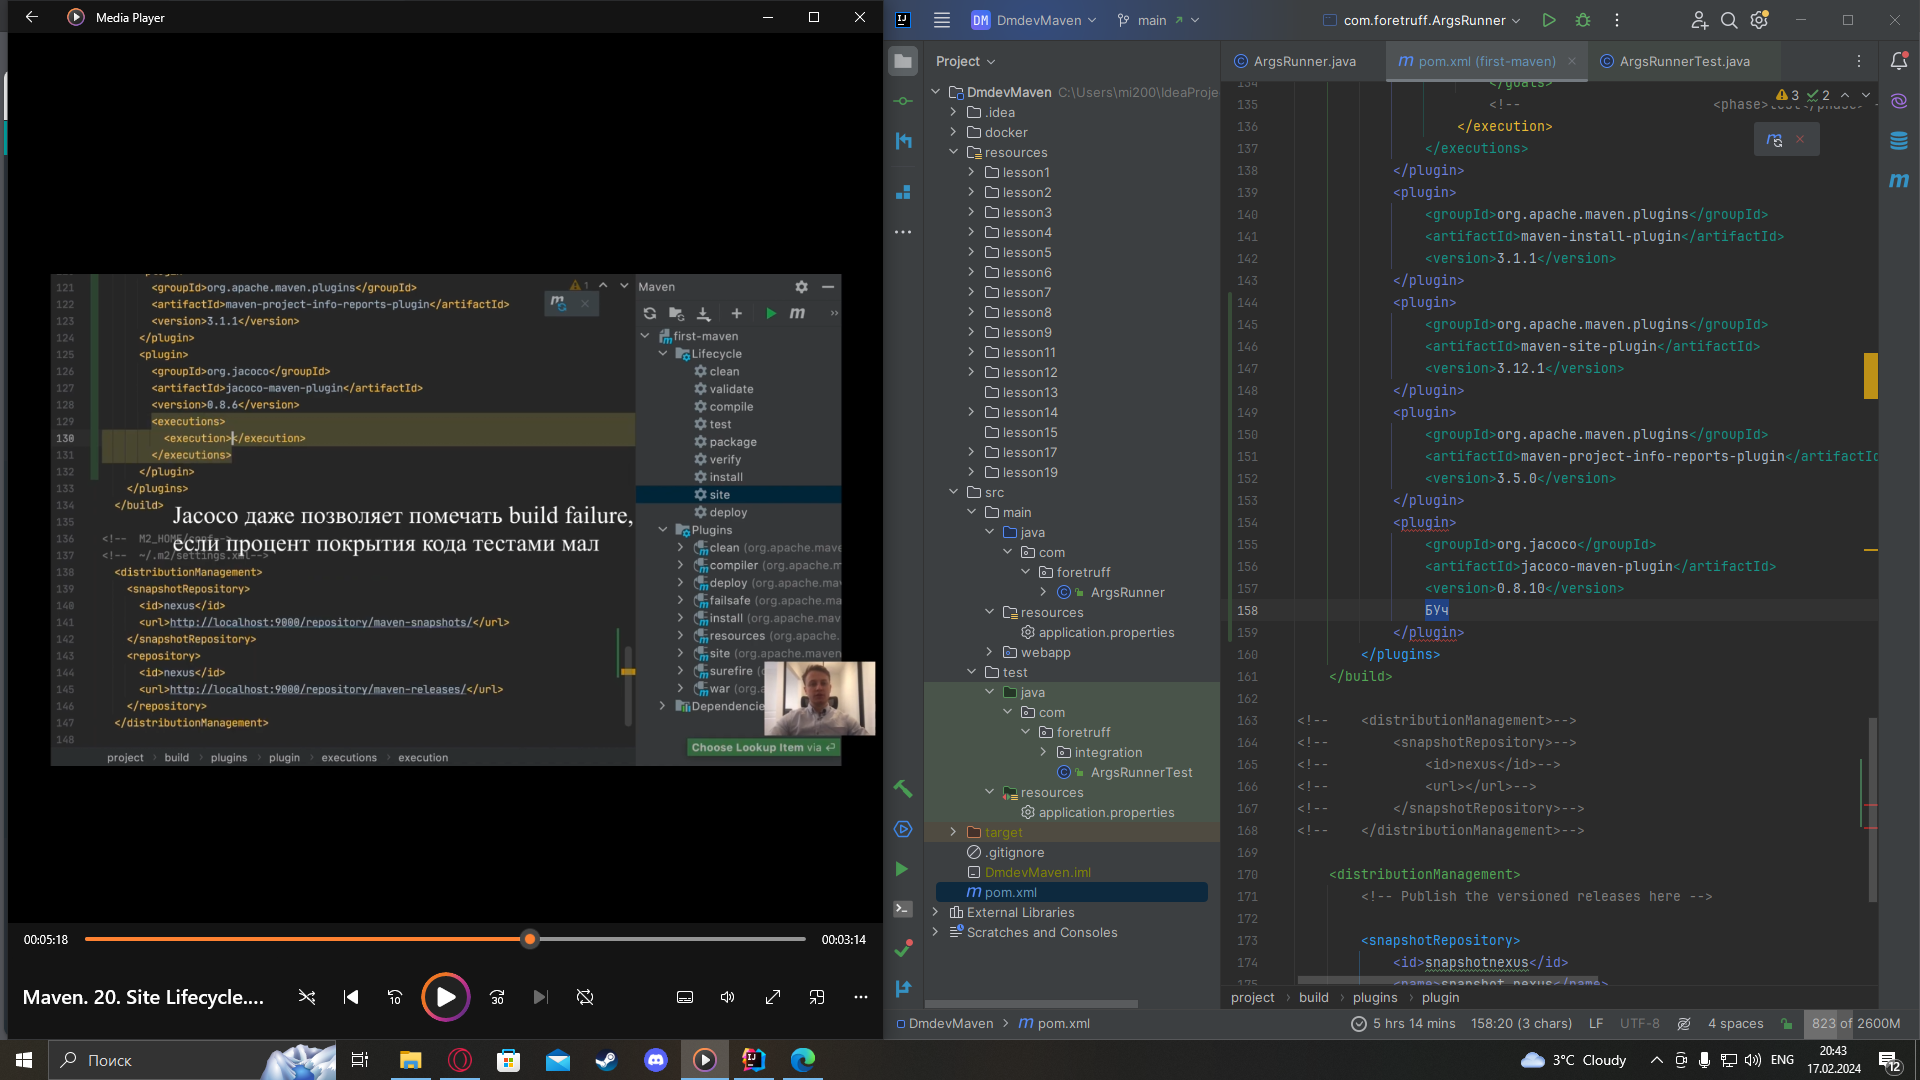 Media Player
121
<groupId>org.apache.maven.plugins</groupId>
122
<artifactId>maven-project-info-reports-plugin</artifactId>
123
<version>3.1.1</version>
124
</plugin>
125
<plugin>
126
<groupId>org.jacoco</groupId>
127
<artifactId>jacoco-maven-plugin</artifactId>
128
<version>0.8.6</version>
129
<executions>
130
<execution></execution>
131
</executions>
132
</plugin>
133
</plugins>
134
</build>
135
Jacoco даже позволяет помечать build failure,
если процент покрытия кода тестами мал
136
137
138
<distributionManagement>
139
<snapshotRepository>
140
<id>nexus</id>
141
<url>http://localhost:9000/repository/maven-snapshots/</url>
142
</snapshotRepository>
143
<repository>
144
<id>nexus</id>
145
<url>http://localhost:9000/repository/maven-releases/</url>
146
</repository>
147
</distributionManagement>
148
project > build > plugins > plugin > executions > execution
1
Maven
first-maven
Lifecycle
clean
validate
compile
test
package
verify
install
site
deploy
Plugins
clean (org.apache.mave
compiler (org.apache.m
deploy (org.apache.mav
failsafe (org.apache.ma
install (org.apache.mav
resources (org.apache.
site (org.apache.maven
surefire (
war (org.a
Dependencie
Choose Lookup Item via
00:05:18
00:03:14
Maven. 20. Site Lifecycle....
10
30
DM DmdevMaven
main
com.foretruff.ArgsRunner
Project
DmdevMaven C:\Users\mi200\IdeaProje
.idea
docker
resources
lesson1
lesson2
lesson3
lesson4
lesson5
lesson6
lesson7
lesson8
lesson9
lesson11
lesson12
lesson13
lesson14
lesson15
lesson17
lesson19
src
main
java
com
foretruff
ArgsRunner
resources
application.properties
webapp
test
java
com
foretruff
integration
ArgsRunnerTest
resources
application.properties
target
.gitignore
DmdevMaven.iml
pom.xml
External Libraries
Scratches and Consoles
ArgsRunner.java
pom.xml (first-maven)
ArgsRunnerTest.java
3 2
134 </goals>
135 <!-- <phase>test</phase>
136 </execution>
137 </executions>
138 </plugin>
139 <plugin>
140 <groupId>org.apache.maven.plugins</groupId>
141 <artifactId>maven-install-plugin</artifactId>
142 <version>3.1.1</version>
143 </plugin>
144 <plugin>
145 <groupId>org.apache.maven.plugins</groupId>
146 <artifactId>maven-site-plugin</artifactId>
147 <version>3.12.1</version>
148 </plugin>
149 <plugin>
150 <groupId>org.apache.maven.plugins</groupId>
151 <artifactId>maven-project-info-reports-plugin</artifactId
152 <version>3.5.0</version>
153 </plugin>
154 <plugin>
155 <groupId>org.jacoco</groupId>
156 <artifactId>jacoco-maven-plugin</artifactId>
157 <version>0.8.10</version>
158 БУч
159 </plugin>
160 </plugins>
161 </build>
162
163 <!-- <distributionManagement>-->
164 <!-- <snapshotRepository>-->
165 <!-- <id>nexus</id>-->
166 <!-- <url></url>-->
167 <!-- </snapshotRepository>-->
168 <!-- </distributionManagement>-->
169
170 <distributionManagement>
171 <!-- Publish the versioned releases here -->
172
173 <snapshotRepository>
174 <id>snapshotnexus</id>
175 <name>snapshot nexus</name>
project > build > plugins > plugin
DmdevMaven > pom.xml
5 hrs 14 mins
158:20 (3 chars)
LF
UTF-8
4 spaces
823 of 2600M
Поиск
3°C Cloudy
ENG
20:43
17.02.2024
12